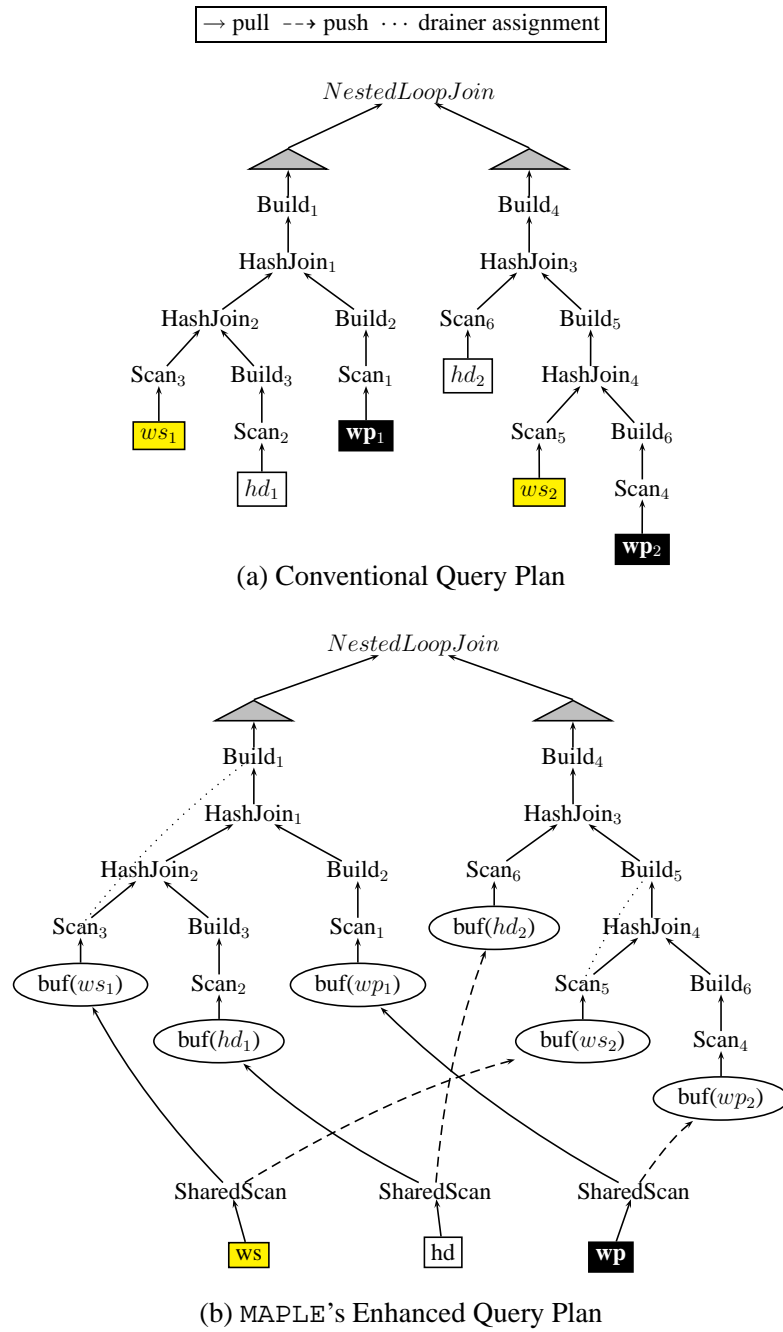 → pull --→ push ··· drainer assignment
NestedLoopJoin
Build₁ Build₄
HashJoin₁ HashJoin₃
HashJoin₂ Build₂ Scan₆ Build₅
Scan₃ Build₃ Scan₁ hd₂ HashJoin₄
ws₁ Scan₂ wp₁ Scan₅ Build₆
hd₁ ws₂ Scan₄
wp₂
(a) Conventional Query Plan
NestedLoopJoin
Build₁ Build₄
HashJoin₁ HashJoin₃
HashJoin₂ Build₂ Scan₆ Build₅
Scan₃ Build₃ Scan₁ buf(hd₂) HashJoin₄
buf(ws₁) Scan₂ buf(wp₁) Scan₅ Build₆
buf(hd₁) buf(ws₂) Scan₄
buf(wp₂)
SharedScan SharedScan SharedScan
ws hd wp
(b) MAPLE's Enhanced Query Plan